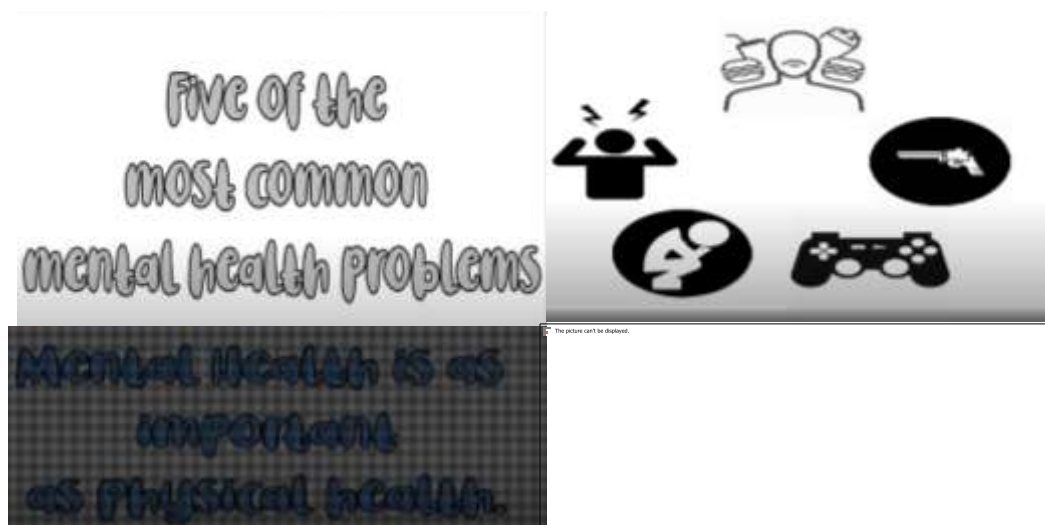 Five of the
most common
mental health problems
Mental Health is as
important
as Physical health.
The picture can't be displayed.